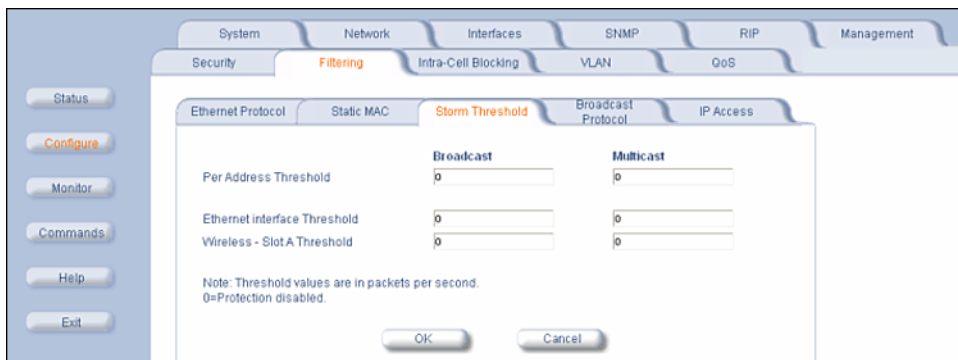 System Network Interfaces SNMP RIP Management
Security Filtering Intra-Cell Blocking VLAN QoS
Status
Configure
Monitor
Commands
Help
Exit
Ethernet Protocol Static MAC Storm Threshold Broadcast Protocol IP Access
Broadcast Multicast
Per Address Threshold 0 0
Ethernet interface Threshold 0 0
Wireless - Slot A Threshold 0 0
Note: Threshold values are in packets per second.
0=Protection disabled.
OK Cancel